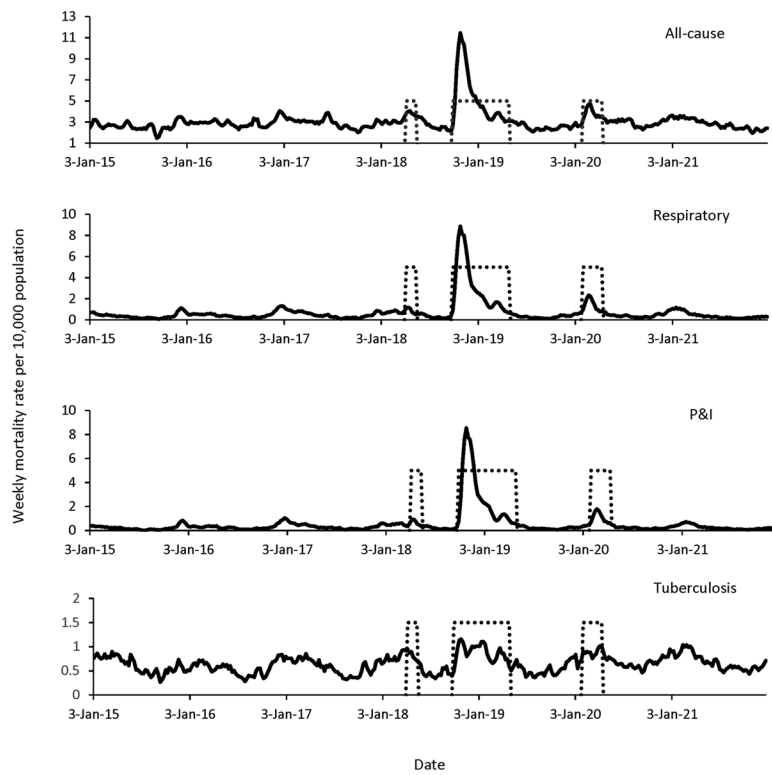 Weekly mortality rate per 10,000 population
All-cause
13
11
9
7
5
3
1
3-Jan-15 3-Jan-16 3-Jan-17 3-Jan-18 3-Jan-19 3-Jan-20 3-Jan-21
Respiratory
10
8
6
4
2
0
3-Jan-15 3-Jan-16 3-Jan-17 3-Jan-18 3-Jan-19 3-Jan-20 3-Jan-21
P&I
10
8
6
4
2
0
3-Jan-15 3-Jan-16 3-Jan-17 3-Jan-18 3-Jan-19 3-Jan-20 3-Jan-21
Tuberculosis
2
1.5
1
0.5
0
3-Jan-15 3-Jan-16 3-Jan-17 3-Jan-18 3-Jan-19 3-Jan-20 3-Jan-21
Date